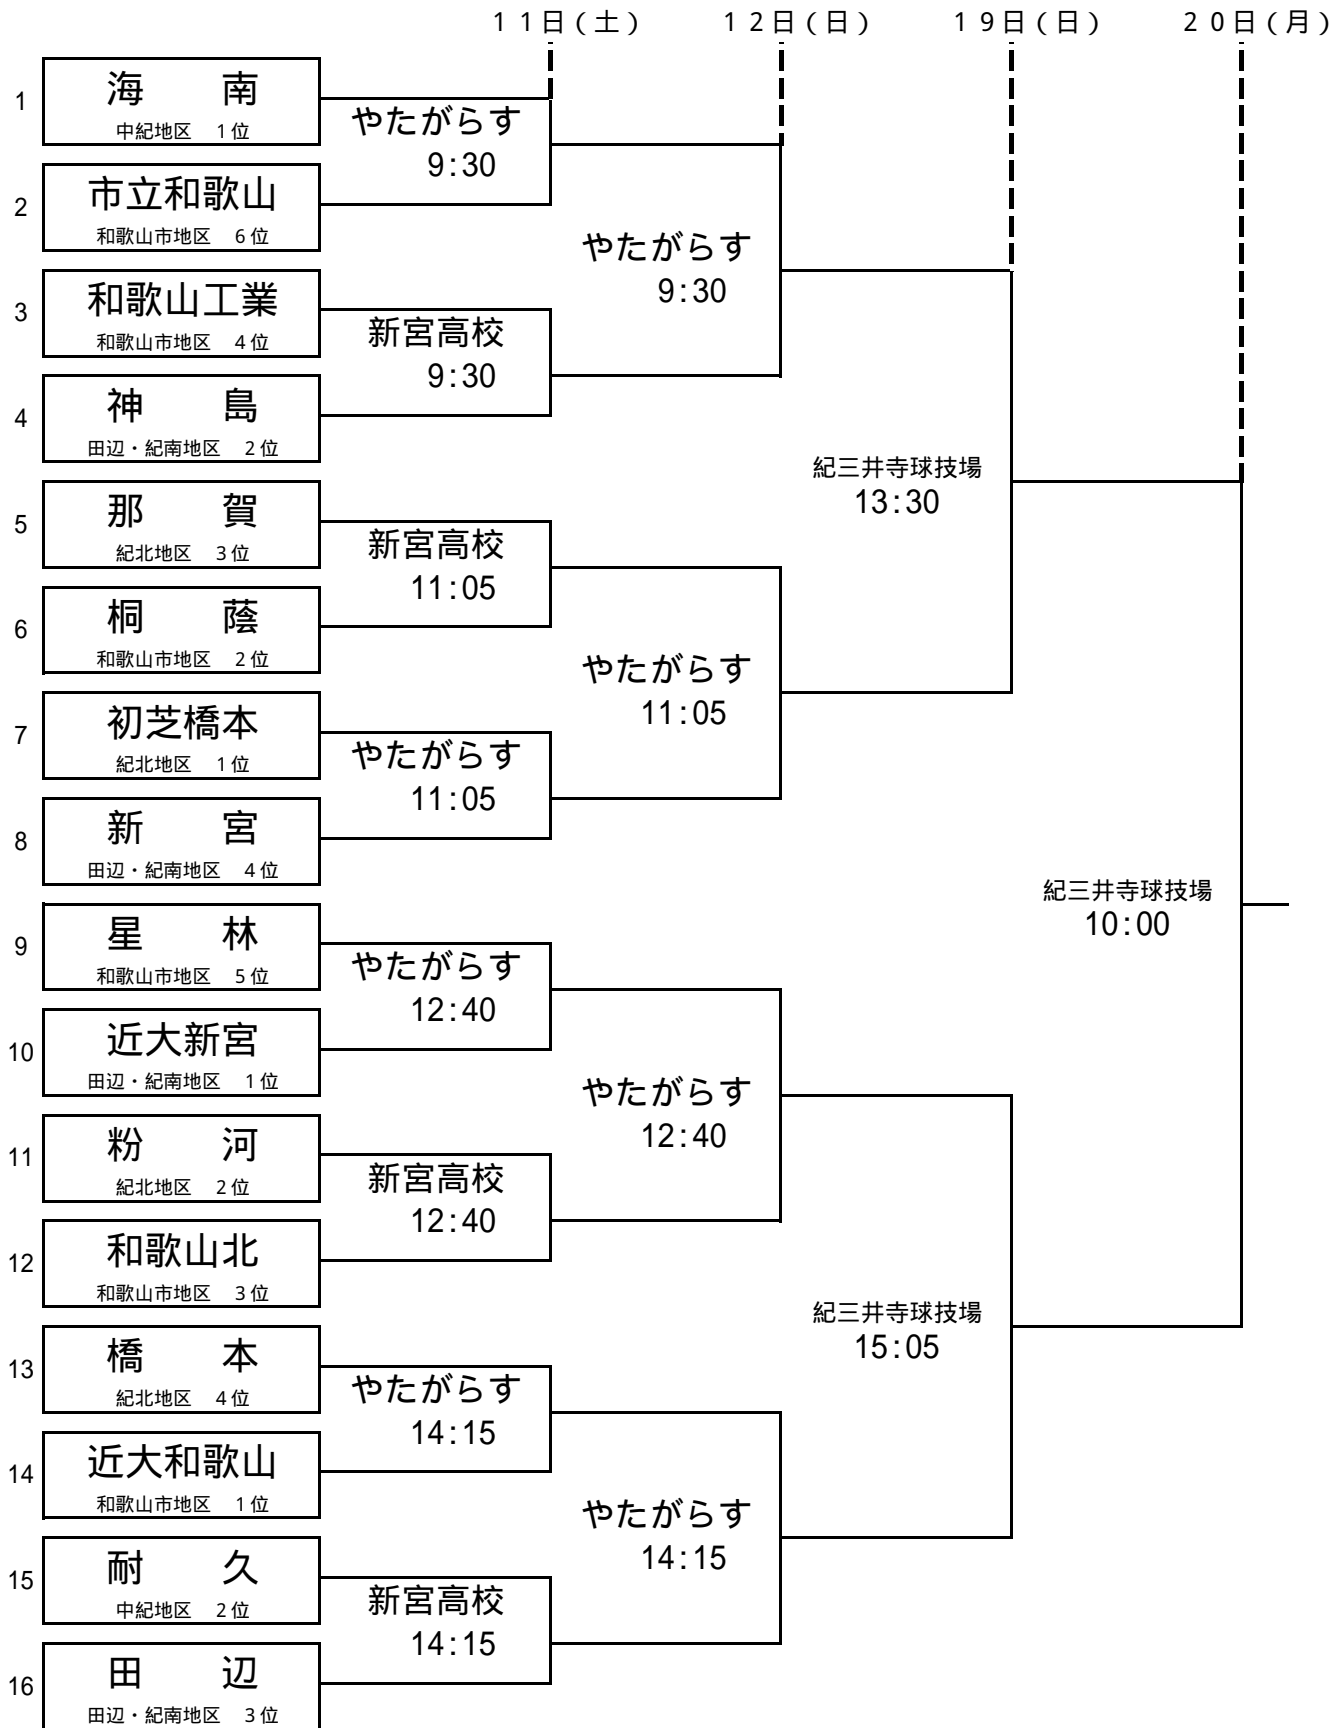 11日(土) 12日(日) 19日(日) 20日(月)
1 海 南
中紀地区 1位
やたがらす
9:30
2 市立和歌山
和歌山市地区 6位
やたがらす
9:30
3 和歌山工業
和歌山市地区 4位
新宮高校
9:30
4 神 島
田辺・紀南地区 2位
紀三井寺球技場
13:30
5 那 賀
紀北地区 3位
新宮高校
11:05
6 桐 蔭
和歌山市地区 2位
やたがらす
11:05
7 初芝橋本
紀北地区 1位
やたがらす
11:05
8 新 宮
田辺・紀南地区 4位
紀三井寺球技場
10:00
9 星 林
和歌山市地区 5位
やたがらす
12:40
10 近大新宮
田辺・紀南地区 1位
やたがらす
12:40
11 粉 河
紀北地区 2位
新宮高校
12:40
12 和歌山北
和歌山市地区 3位
紀三井寺球技場
15:05
13 橋 本
紀北地区 4位
やたがらす
14:15
14 近大和歌山
和歌山市地区 1位
やたがらす
14:15
15 耐 久
中紀地区 2位
新宮高校
14:15
16 田 辺
田辺・紀南地区 3位